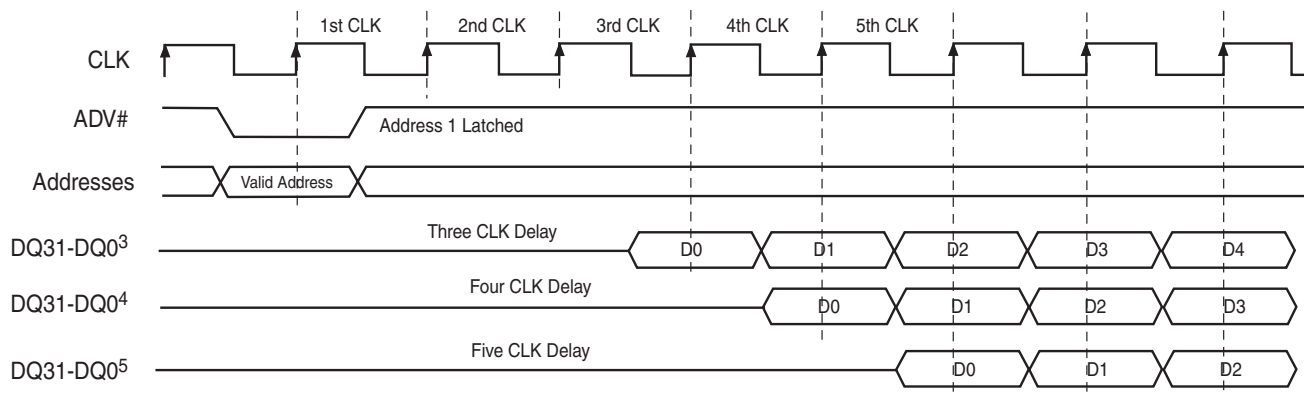 1st CLK 2nd CLK 3rd CLK 4th CLK 5th CLK
CLK
ADV# Address 1 Latched
Addresses Valid Address
Three CLK Delay
DQ31-DQ0³ D0 D1 D2 D3 D4
Four CLK Delay
DQ31-DQ0⁴ D0 D1 D2 D3
Five CLK Delay
DQ31-DQ0⁵ D0 D1 D2